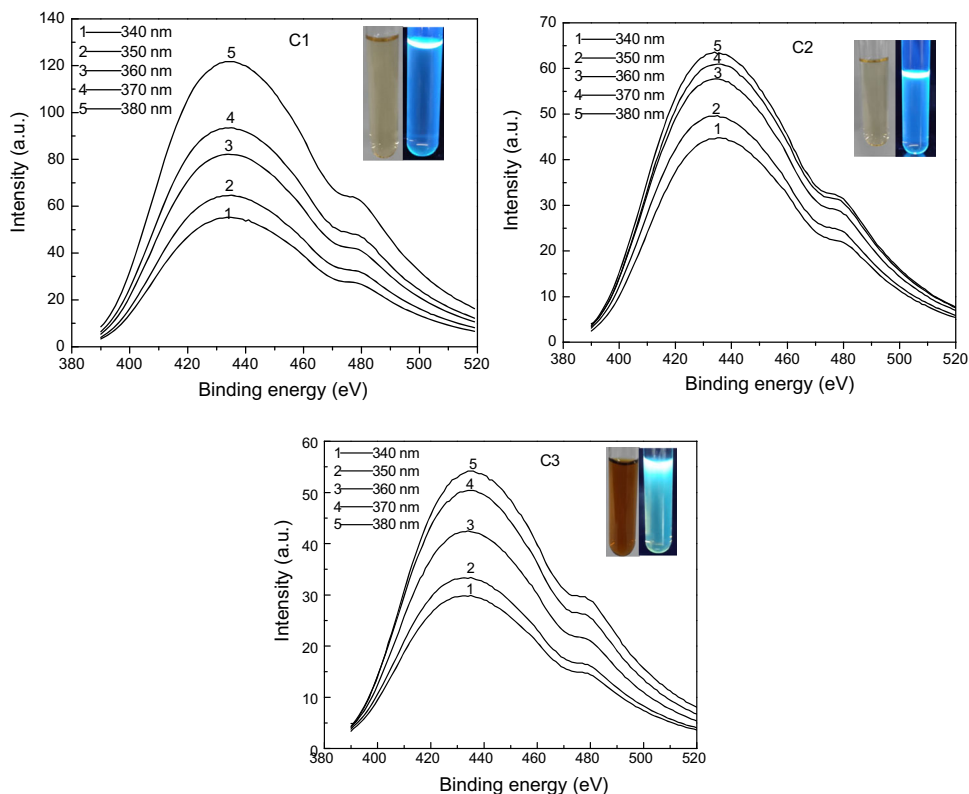 140
120
100
80
60
40
20
0
1 340 nm
2 350 nm
3 360 nm
4 370 nm
5 380 nm
C1
5
4
3
2
1
Intensity (a.u.)
380 400 420 440 460 480 500 520
Binding energy (eV)
70
60
50
40
30
20
10
0
1 340 nm
2 350 nm
3 360 nm
4 370 nm
5 380 nm
C2
5
4
3
2
1
Intensity (a.u.)
380 400 420 440 460 480 500 520
Binding energy (eV)
60
50
40
30
20
10
0
1 340 nm
2 350 nm
3 360 nm
4 370 nm
5 380 nm
C3
5
4
3
2
1
Intensity (a.u.)
380 400 420 440 460 480 500 520
Binding energy (eV)